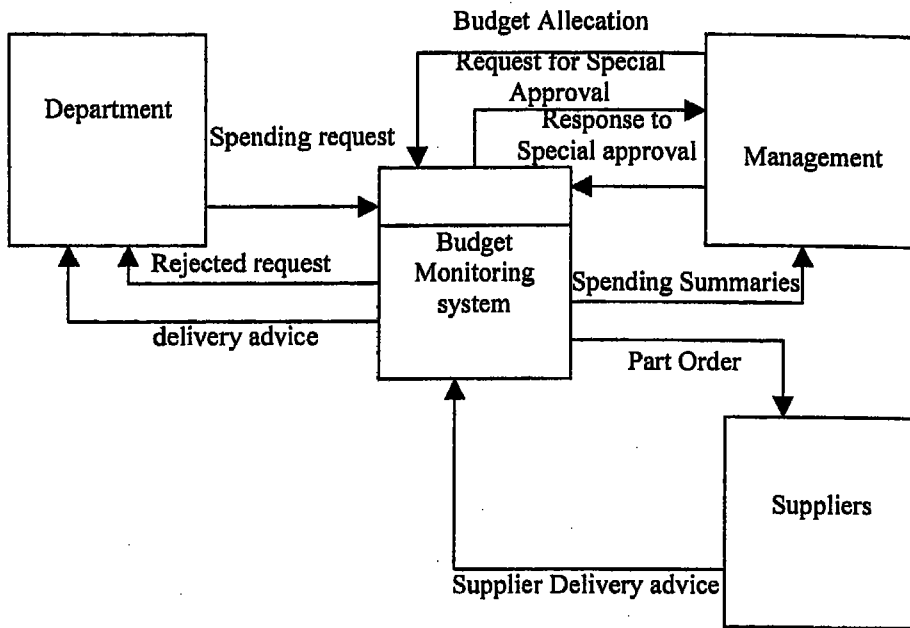 Budget Allecation
Request for Special
Approval
Response to
Special approval
Department
Spending request
Management
Budget
Monitoring
system
Rejected request
delivery advice
Spending Summaries
Part Order
Suppliers
Supplier Delivery advice